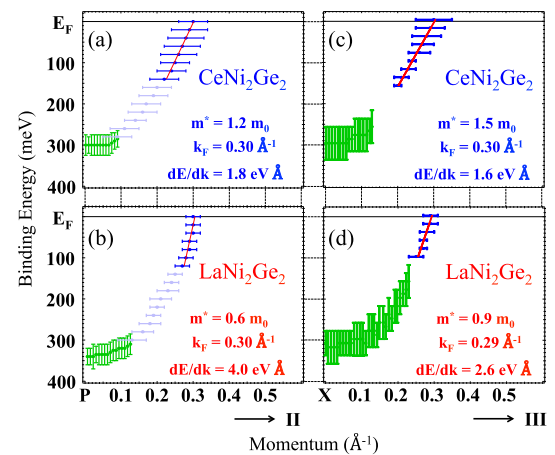 E_F
100
200
300
400
(a)
CeNi₂Ge₂
m* = 1.2 m₀
k_F = 0.30 Å⁻¹
dE/dk = 1.8 eV Å
(c)
CeNi₂Ge₂
m* = 1.5 m₀
k_F = 0.30 Å⁻¹
dE/dk = 1.6 eV Å
Binding Energy (meV)
E_F
100
200
300
400
(b)
LaNi₂Ge₂
m* = 0.6 m₀
k_F = 0.30 Å⁻¹
dE/dk = 4.0 eV Å
(d)
LaNi₂Ge₂
m* = 0.9 m₀
k_F = 0.29 Å⁻¹
dE/dk = 2.6 eV Å
P 0.1 0.2 0.3 0.4 0.5
X 0.1 0.2 0.3 0.4 0.5
→ II
→ III
Momentum (Å⁻¹)